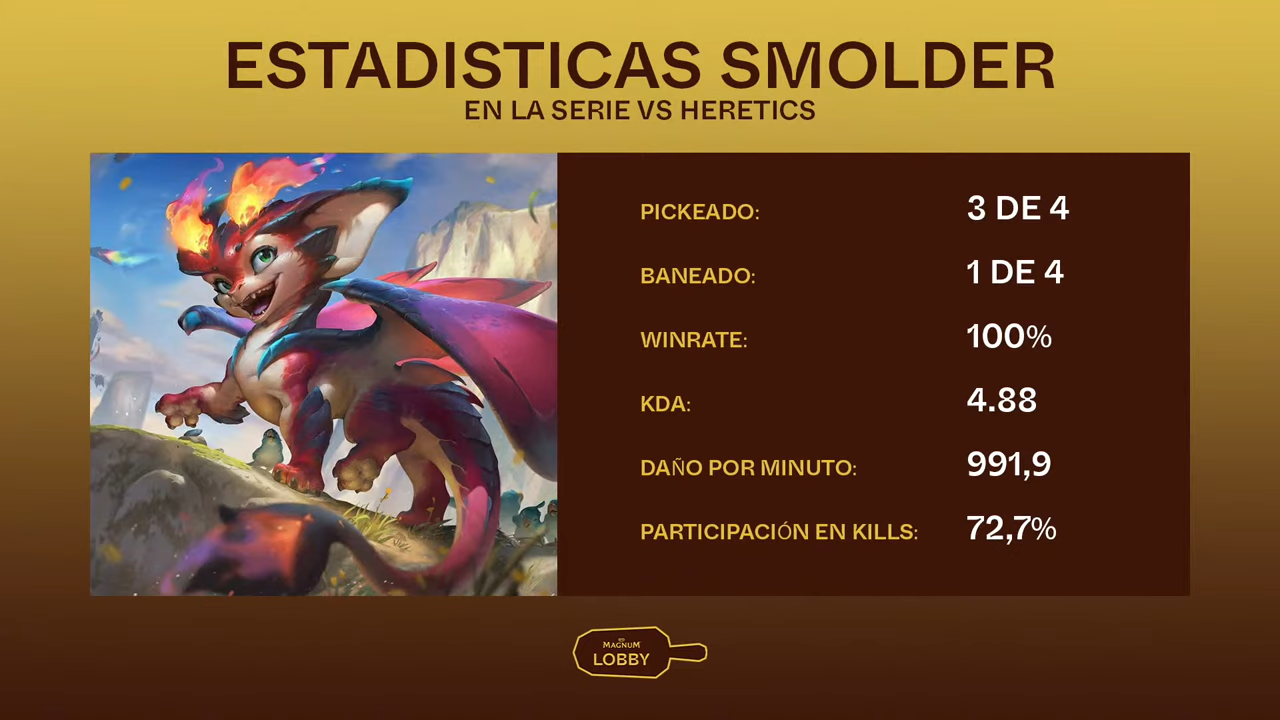 ESTADISTICAS SMOLDER
EN LA SERIE VS HERETICS
PICKEADO: 3 DE 4
BANEADO: 1 DE 4
WINRATE: 100%
KDA: 4.88
DAÑO POR MINUTO: 991,9
PARTICIPACIÓN EN KILLS: 72,7%
MAGNUM
LOBBY